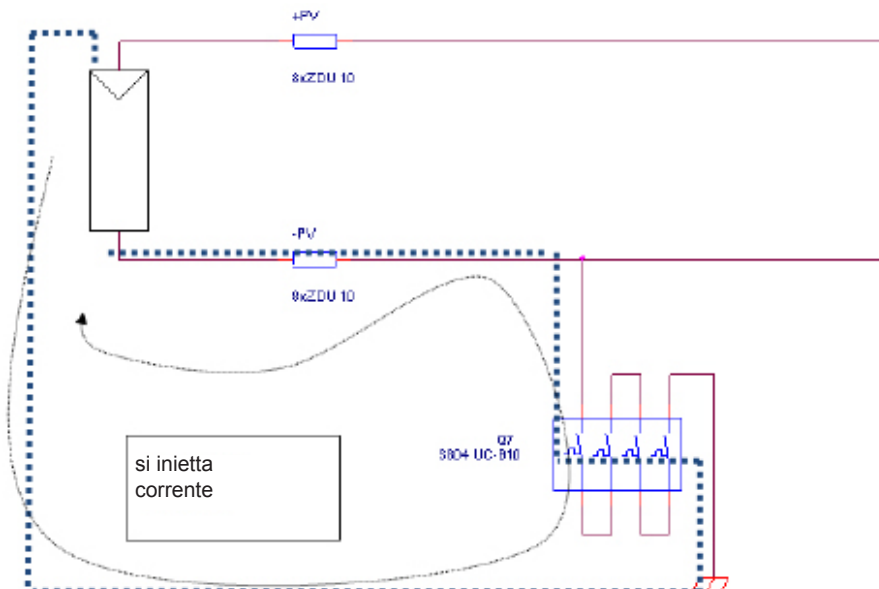 +PV
8xZDU 10
-PV
8xZDU 10
Q7
S804 UC-B10
si inietta
corrente